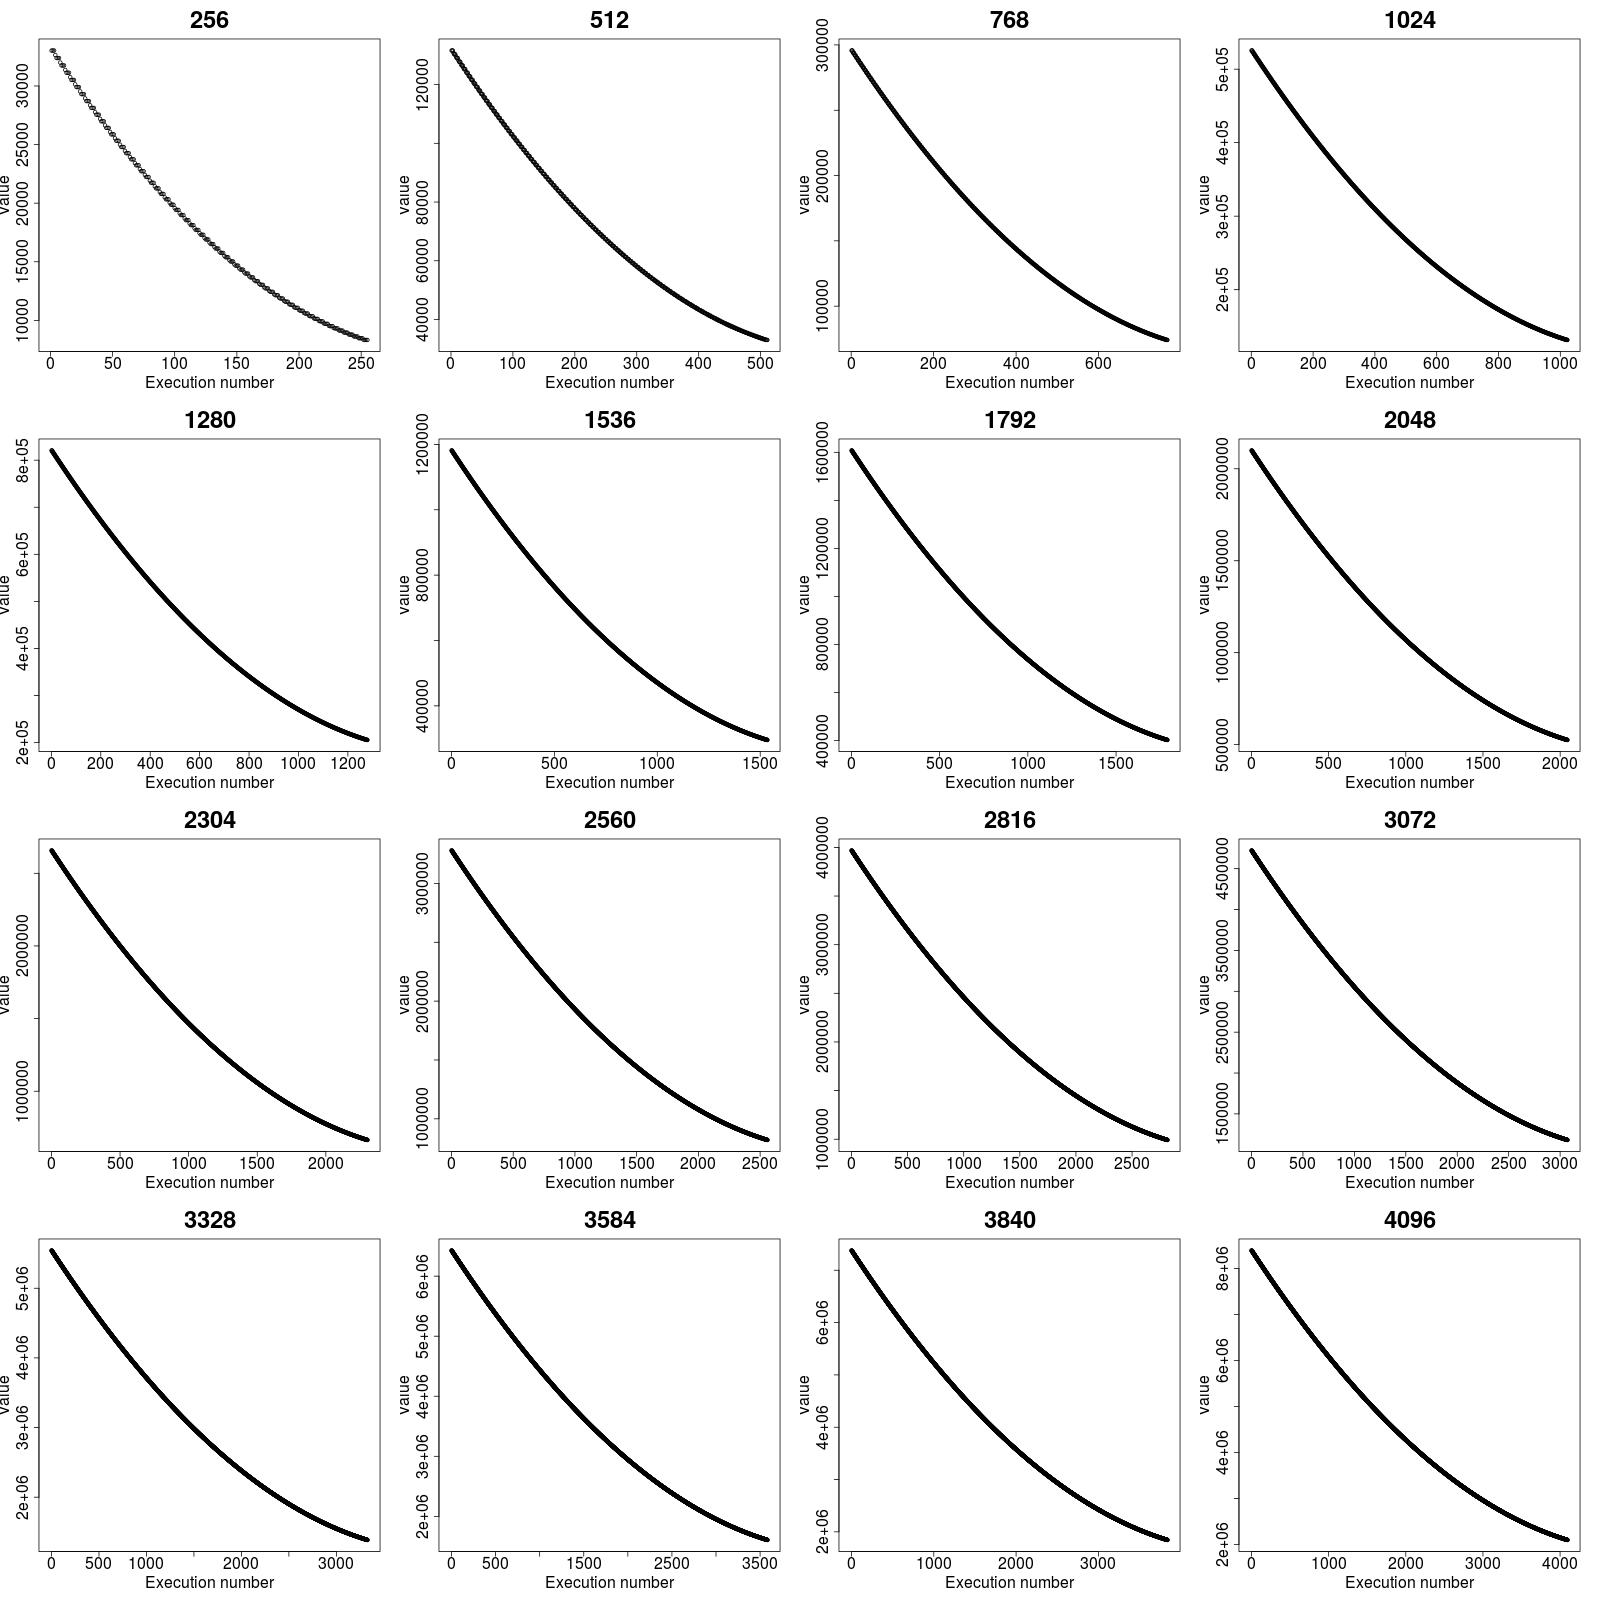 256
30000
25000
20000
15000
10000
value
0 50 100 150 200 250
Execution number
512
120000
80000
60000
40000
value
0 100 200 300 400 500
Execution number
768
300000
200000
100000
value
0 200 400 600
Execution number
1024
5e+05
4e+05
3e+05
2e+05
value
0 200 400 600 800 1000
Execution number
1280
8e+05
6e+05
4e+05
2e+05
value
0 200 400 600 800 1000 1200
Execution number
1536
1200000
800000
400000
value
0 500 1000 1500
Execution number
1792
1600000
1200000
800000
400000
value
0 500 1000 1500
Execution number
2048
2000000
1500000
1000000
500000
value
0 500 1000 1500 2000
Execution number
2304
2000000
1000000
value
0 500 1000 1500 2000
Execution number
2560
3000000
2000000
1000000
value
0 500 1000 1500 2000 2500
Execution number
2816
4000000
3000000
2000000
1000000
value
0 500 1000 1500 2000 2500
Execution number
3072
4500000
3500000
2500000
1500000
value
0 500 1000 1500 2000 2500 3000
Execution number
3328
5e+06
4e+06
3e+06
2e+06
value
0 500 1000 2000 3000
Execution number
3584
6e+06
5e+06
4e+06
3e+06
2e+06
value
0 500 1500 2500 3500
Execution number
3840
6e+06
4e+06
2e+06
value
0 1000 2000 3000
Execution number
4096
8e+06
6e+06
4e+06
2e+06
value
0 1000 2000 3000 4000
Execution number